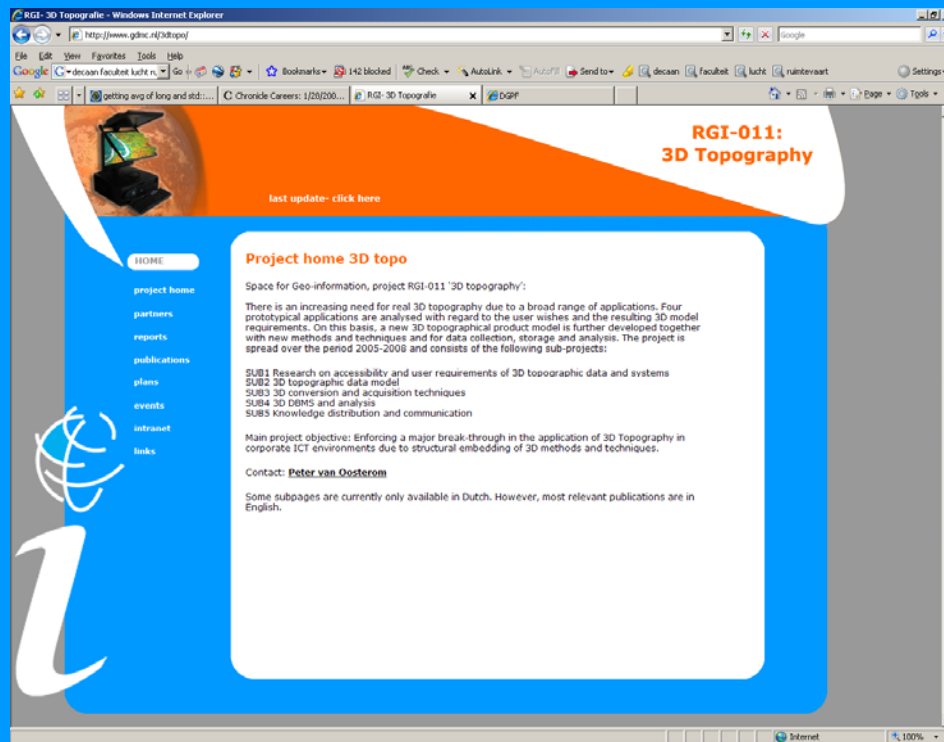 RGI- 3D Topografie - Windows Internet Explorer
http://www.gdmc.nl/3dtopo/
Google
File Edit View Favorites Tools Help
Google G decaan faculteit lucht n. Go Bookmarks 142 blocked Check AutoLink AutoFill Send to decaan faculteit lucht ruimtevaart Settings
getting avg of long and std::... Chronicle Careers: 1/20/200... RGI- 3D Topografie DGPF Page Tools
RGI-011:
3D Topography
last update- click here
HOME
project home
partners
reports
publications
plans
events
intranet
links
Project home 3D topo
Space for Geo-information, project RGI-011 '3D topography':
There is an increasing need for real 3D topography due to a broad range of applications. Four
prototypical applications are analysed with regard to the user wishes and the resulting 3D model
requirements. On this basis, a new 3D topographical product model is further developed together
with new methods and techniques and for data collection, storage and analysis. The project is
spread over the period 2005-2008 and consists of the following sub-projects:
SUB1 Research on accessibility and user requirements of 3D topographic data and systems
SUB2 3D topographic data model
SUB3 3D conversion and acquisition techniques
SUB4 3D DBMS and analysis
SUB5 Knowledge distribution and communication
Main project objective: Enforcing a major break-through in the application of 3D Topography in
corporate ICT environments due to structural embedding of 3D methods and techniques.
Contact: Peter van Oosterom
Some subpages are currently only available in Dutch. However, most relevant publications are in
English.
i
Internet 100%